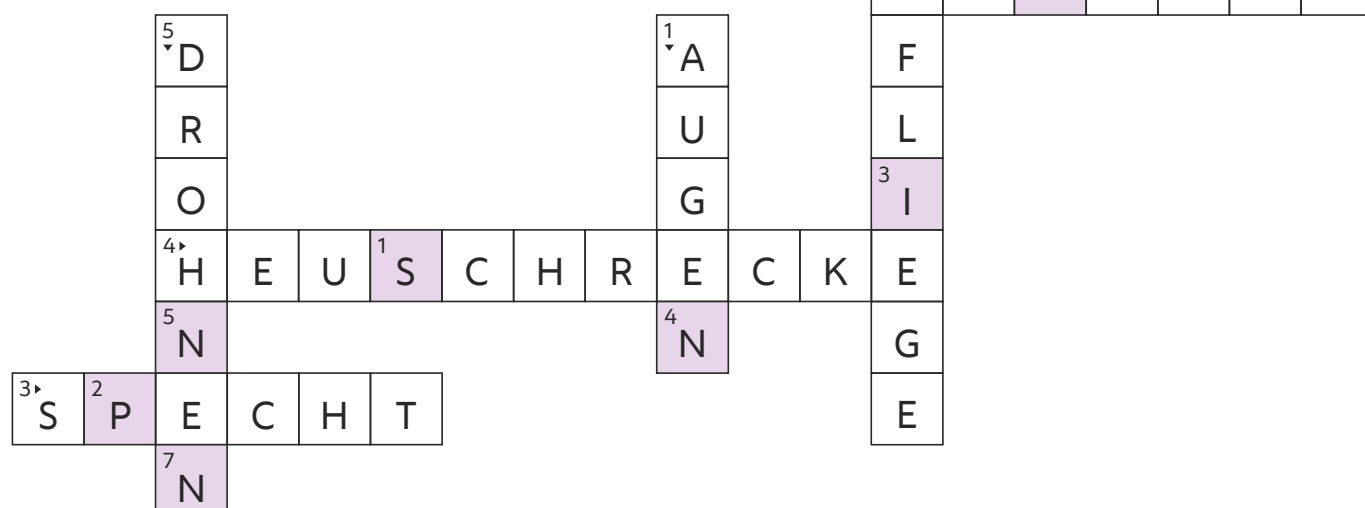 5 D 1 A F
R U L
O G 3 I
4 H E U 1 S C H R E C K E
5 N 4 N G
3 S 2 P E C H T E
7 N